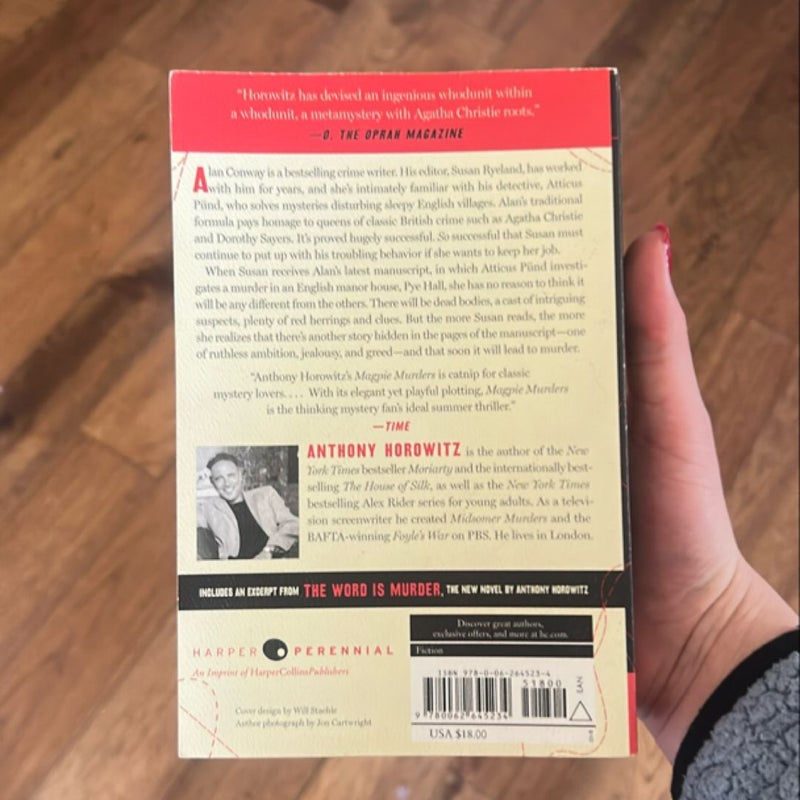 "Horowitz has devised an ingenious whodunit within
a whodunit, a metamystery with Agatha Christie roots."
—O, THE OPRAH MAGAZINE
Alan Conway is a bestselling crime writer. His editor, Susan Ryeland, has worked
with him for years, and she's intimately familiar with his detective, Atticus
Pünd, who solves mysteries disturbing sleepy English villages. Alan's traditional
formula pays homage to queens of classic British crime such as Agatha Christie
and Dorothy Sayers. It's proved hugely successful. So successful that Susan must
continue to put up with his troubling behavior if she wants to keep her job.
When Susan receives Alan's latest manuscript, in which Atticus Pünd investi-
gates a murder in an English manor house, Pye Hall, she has no reason to think it
will be any different from the others. There will be dead bodies, a cast of intriguing
suspects, plenty of red herrings and clues. But the more Susan reads, the more
she realizes that there's another story hidden in the pages of the manuscript—one
of ruthless ambition, jealousy, and greed—and that soon it will lead to murder.
"Anthony Horowitz's Magpie Murders is catnip for classic
mystery lovers. . . . With its elegant yet playful plotting, Magpie Murders
is the thinking mystery fan's ideal summer thriller."
—TIME
ANTHONY HOROWITZ is the author of the New
York Times bestseller Moriarty and the internationally best-
selling The House of Silk, as well as the New York Times
bestselling Alex Rider series for young adults. As a televi-
sion screenwriter he created Midsomer Murders and the
BAFTA-winning Foyle's War on PBS. He lives in London.
INCLUDES AN EXCERPT FROM THE WORD IS MURDER, THE NEW NOVEL BY ANTHONY HOROWITZ
HARPER PERENNIAL
An Imprint of HarperCollinsPublishers
Cover design by Will Staehle
Author photograph by Jon Cartwright
Discover great authors,
exclusive offers, and more at hc.com.
Fiction
ISBN 978-0-06-264523-4
51800
EAN
9 780062 645234
USA $18.00